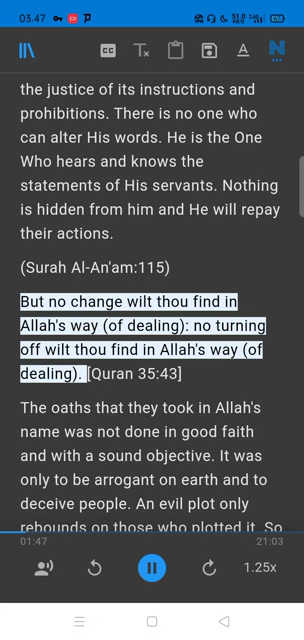 03.47
51.0
KB/S
CC
the justice of its instructions and
prohibitions. There is no one who
can alter His words. He is the One
Who hears and knows the
statements of His servants. Nothing
is hidden from him and He will repay
their actions.
(Surah Al-An'am:115)
But no change wilt thou find in
Allah's way (of dealing): no turning
off wilt thou find in Allah's way (of
dealing). [Quran 35:43]
The oaths that they took in Allah's
name was not done in good faith
and with a sound objective. It was
only to be arrogant on earth and to
deceive people. An evil plot only
rebounds on those who plotted it. So
01:47
21:03
1.25x